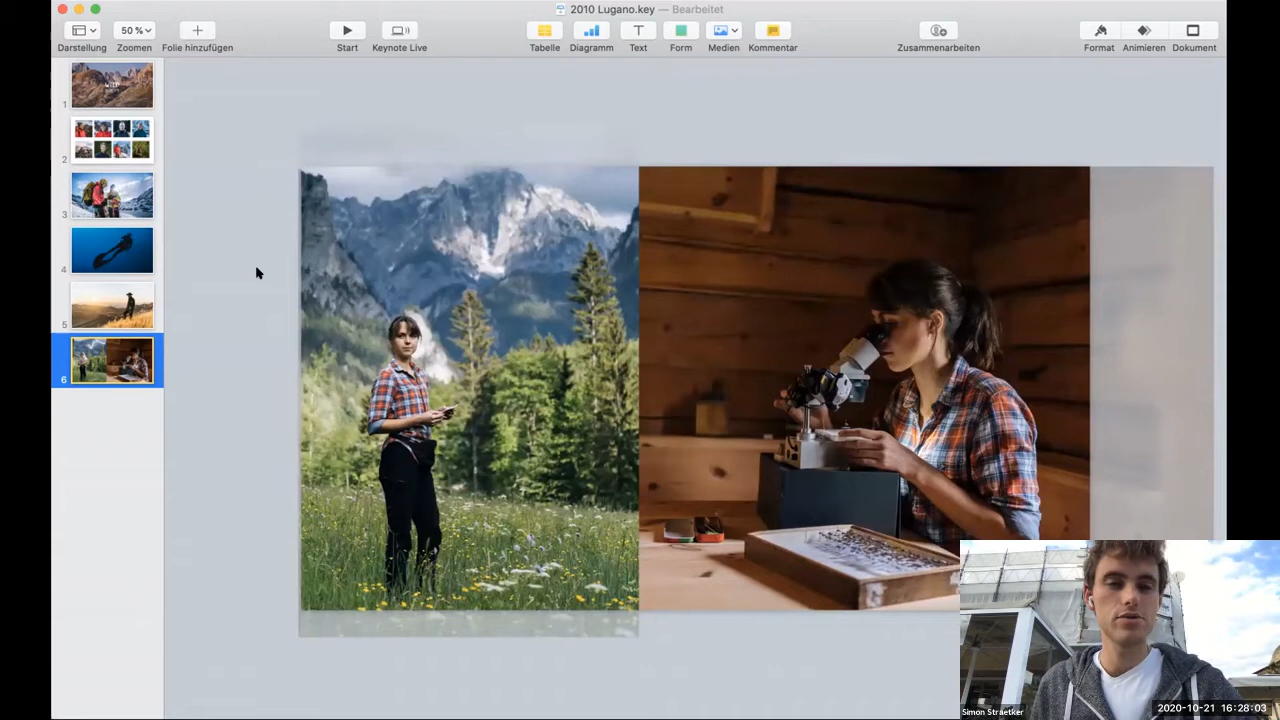 2010 Lugano.key — Bearbeitet
50 %
Darstellung Zoomen Folie hinzufügen Start Keynote Live Tabelle Diagramm Text Form Medien Kommentar Zusammenarbeiten Format Animieren Dokument
1
WILD
2
3
4
5
6
Simon Straetker
2020-10-21 16:28:03